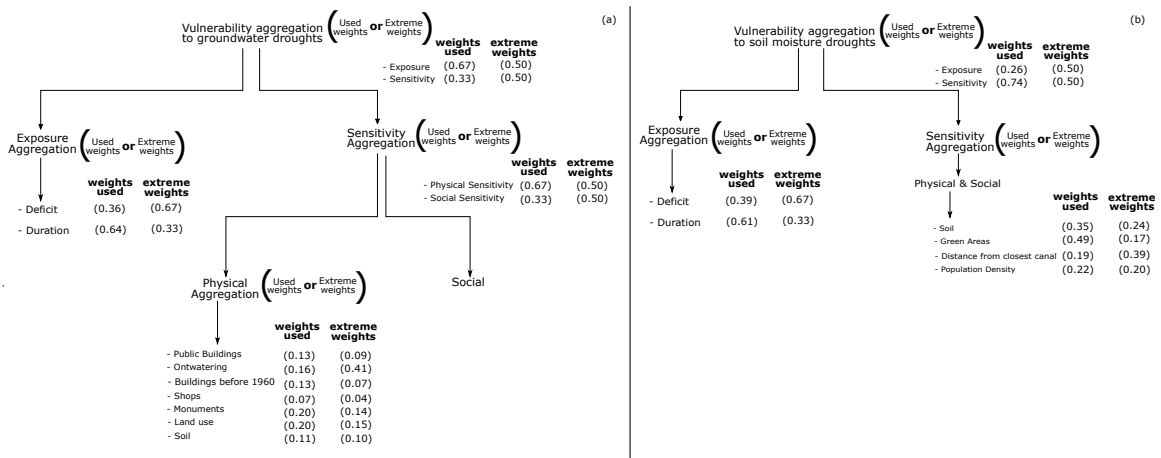 (a)
Vulnerability aggregation
to groundwater droughts
(Used weights or Extreme weights)
weights used
extreme weights
- Exposure (0.67) (0.50)
- Sensitivity (0.33) (0.50)
Exposure
Aggregation
(Used weights or Extreme weights)
weights used
extreme weights
- Deficit (0.36) (0.67)
- Duration (0.64) (0.33)
Sensitivity
Aggregation
(Used weights or Extreme weights)
weights used
extreme weights
- Physical Sensitivity (0.67) (0.50)
- Social Sensitivity (0.33) (0.50)
Physical
Aggregation
(Used weights or Extreme weights)
Social
weights used
extreme weights
- Public Buildings (0.13) (0.09)
- Ontwatering (0.16) (0.41)
- Buildings before 1960 (0.13) (0.07)
- Shops (0.07) (0.04)
- Monuments (0.20) (0.14)
- Land use (0.20) (0.15)
- Soil (0.11) (0.10)
(b)
Vulnerability aggregation
to soil moisture droughts
(Used weights or Extreme weights)
weights used
extreme weights
- Exposure (0.26) (0.50)
- Sensitivity (0.74) (0.50)
Exposure
Aggregation
(Used weights or Extreme weights)
weights used
extreme weights
- Deficit (0.39) (0.67)
- Duration (0.61) (0.33)
Sensitivity
Aggregation
(Used weights or Extreme weights)
Physical & Social
weights used
extreme weights
- Soil (0.35) (0.24)
- Green Areas (0.49) (0.17)
- Distance from closest canal (0.19) (0.39)
- Population Density (0.22) (0.20)